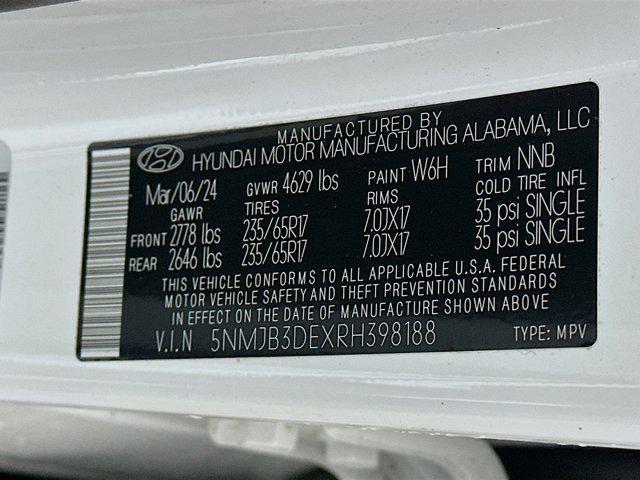 MANUFACTURED BY
HYUNDAI MOTOR MANUFACTURING ALABAMA, LLC
Mar/06/24 GVWR 4629 lbs PAINT W6H TRIM NNB
GAWR TIRES RIMS COLD TIRE INFL
FRONT 2778 lbs 235/65R17 7.0JX17 35 psi SINGLE
REAR 2646 lbs 235/65R17 7.0JX17 35 psi SINGLE
THIS VEHICLE CONFORMS TO ALL APPLICABLE U.S.A. FEDERAL
MOTOR VEHICLE SAFETY AND THEFT PREVENTION STANDARDS
IN EFFECT ON THE DATE OF MANUFACTURE SHOWN ABOVE
V.I.N 5NMJB3DEXRH398188 TYPE: MPV